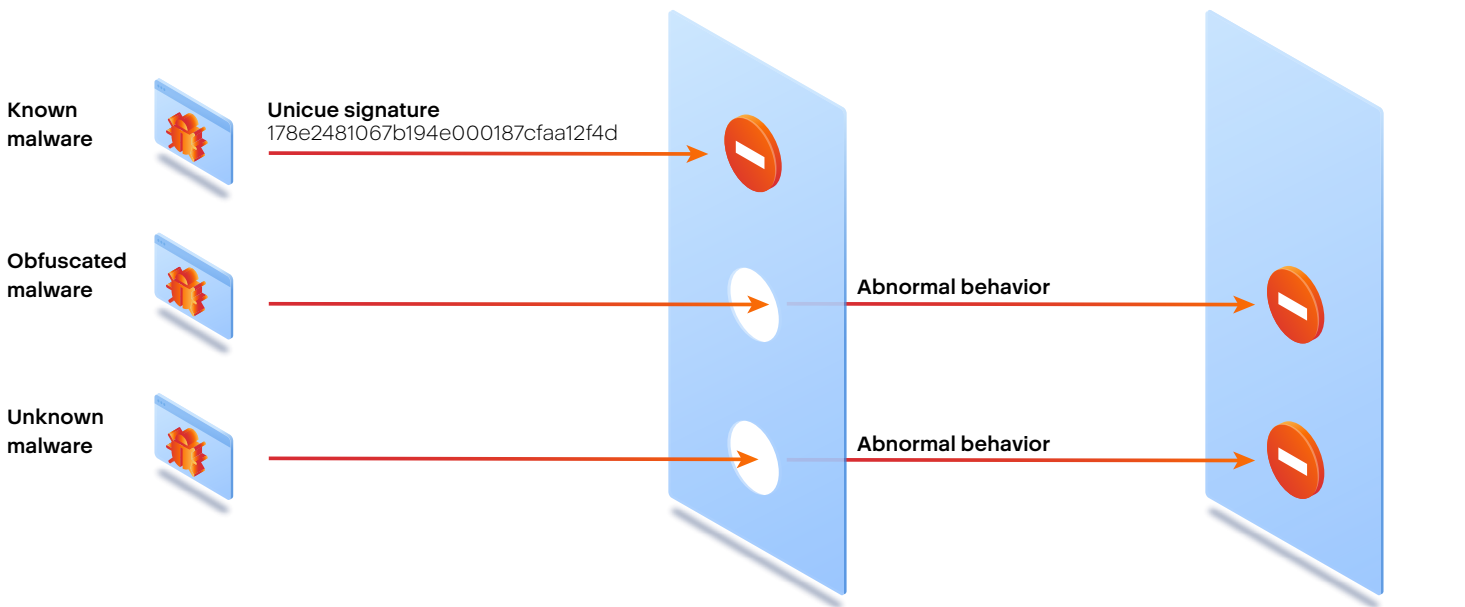 Known
malware
Unicue signature
178e2481067b194e000187cfaa12f4d
Obfuscated
malware
Abnormal behavior
Unknown
malware
Abnormal behavior